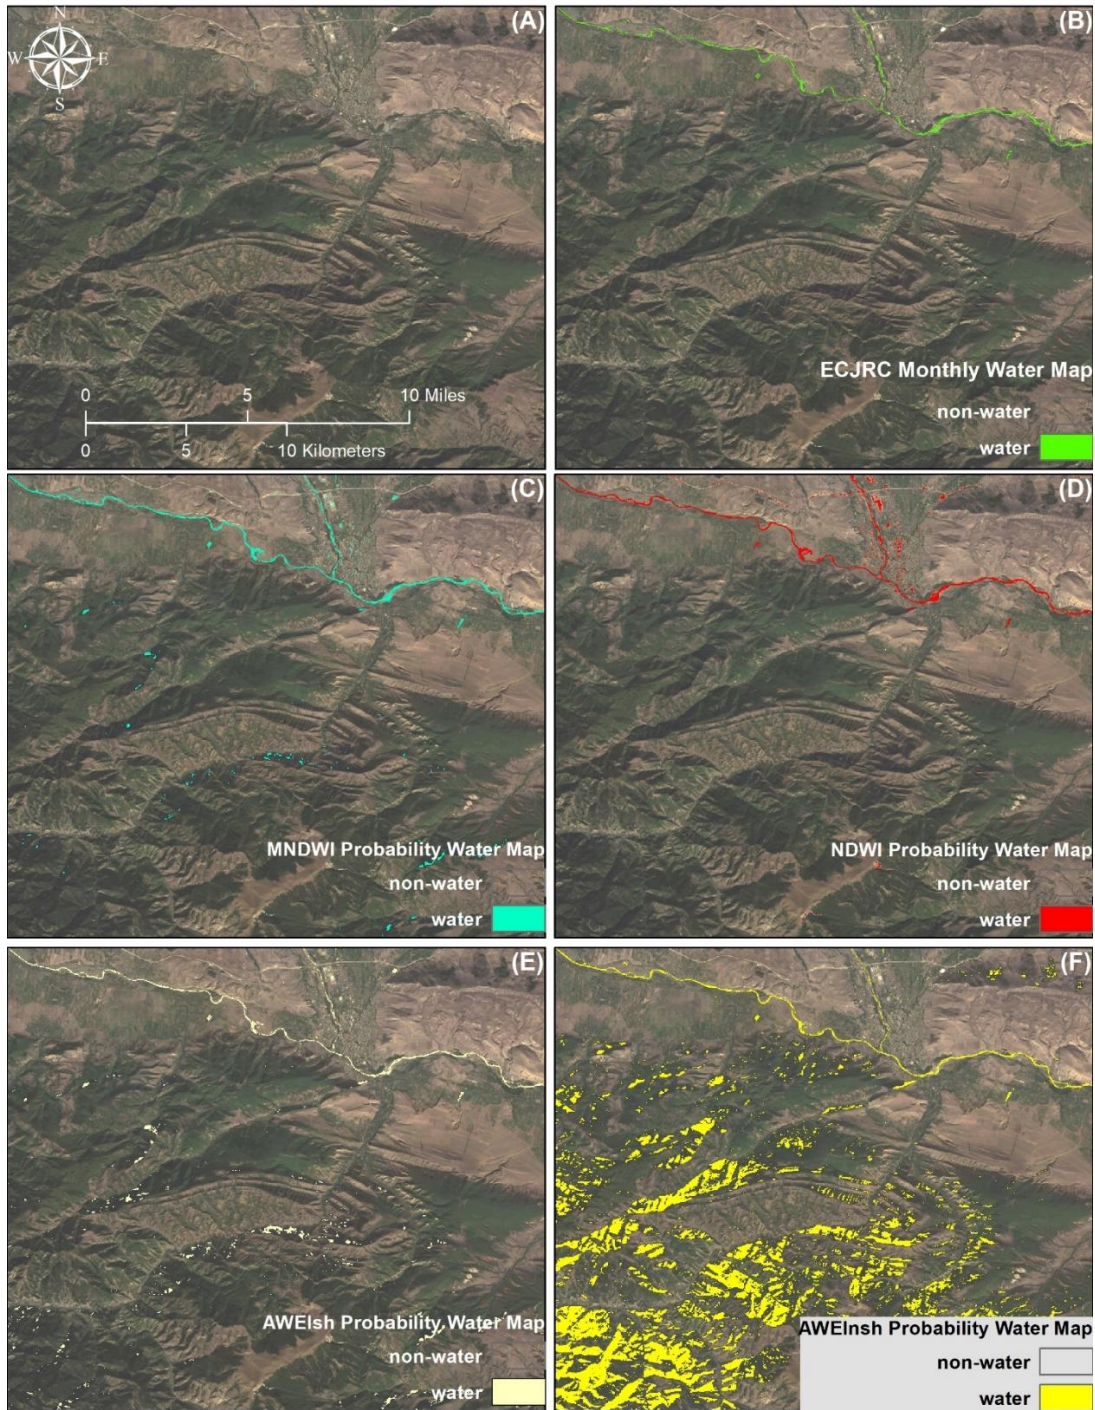 (A)
N
W E
S
0 5 10 Miles
0 5 10 Kilometers
(B)
ECJRC Monthly Water Map
non-water
water
(C)
MNDWI Probability Water Map
non-water
water
(D)
NDWI Probability Water Map
non-water
water
(E)
AWEIsh Probability Water Map
non-water
water
(F)
AWEInsh Probability Water Map
non-water
water